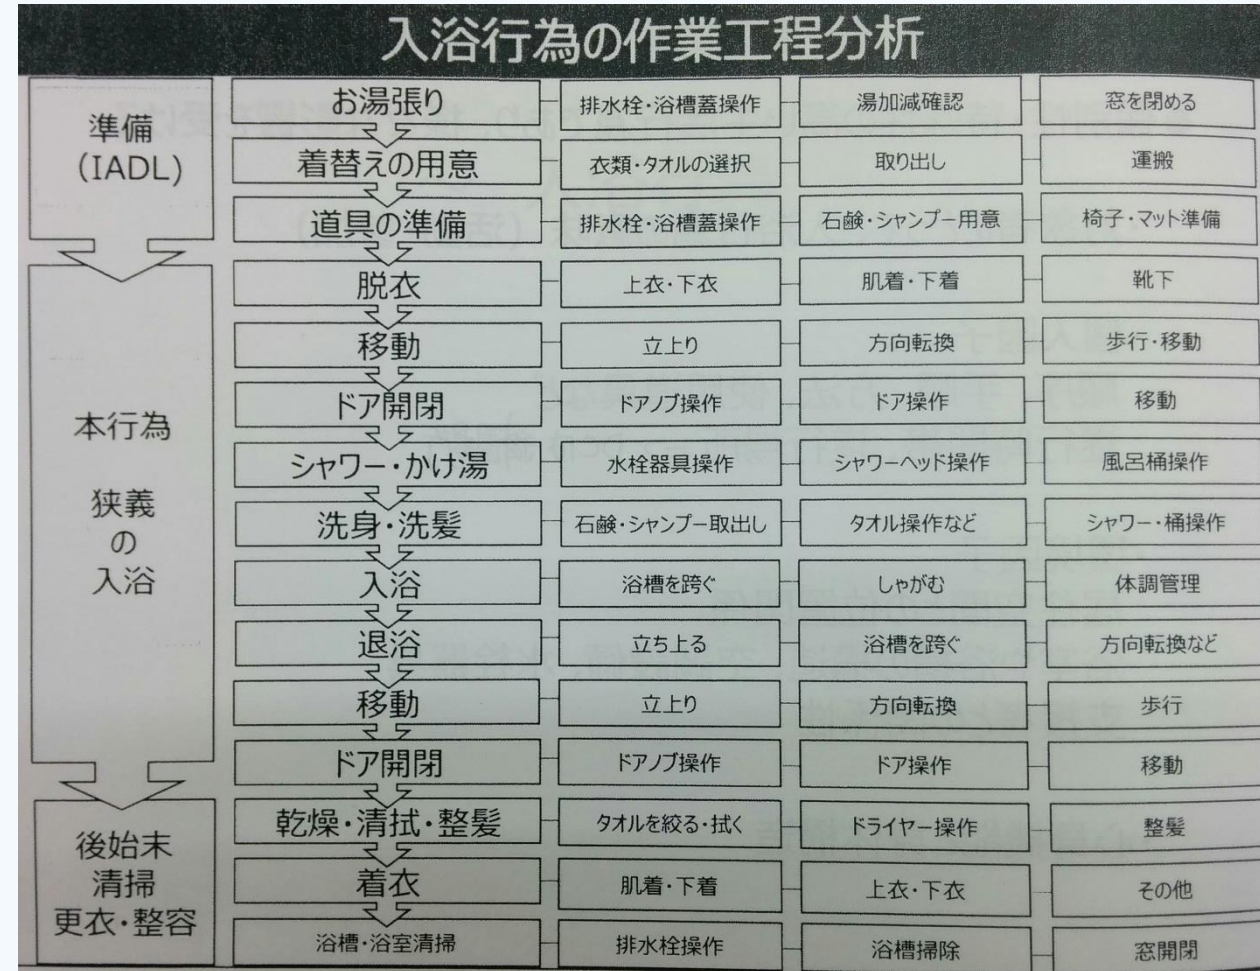 入浴行為の作業工程分析
準備
(IADL)
お湯張り 排水栓・浴槽蓋操作 湯加減確認 窓を閉める
着替えの用意 衣類・タオルの選択 取り出し 運搬
道具の準備 排水栓・浴槽蓋操作 石鹸・シャンプー用意 椅子・マット準備
本行為
狭義
の
入浴
脱衣 上衣・下衣 肌着・下着 靴下
移動 立上り 方向転換 歩行・移動
ドア開閉 ドアノブ操作 ドア操作 移動
シャワー・かけ湯 水栓器具操作 シャワーヘッド操作 風呂桶操作
洗身・洗髪 石鹸・シャンプー取出し タオル操作など シャワー・桶操作
入浴 浴槽を跨ぐ しゃがむ 体調管理
退浴 立ち上る 浴槽を跨ぐ 方向転換など
移動 立上り 方向転換 歩行
ドア開閉 ドアノブ操作 ドア操作 移動
後始末
清掃
更衣・整容
乾燥・清拭・整髪 タオルを絞る・拭く ドライヤー操作 整髪
着衣 肌着・下着 上衣・下衣 その他
浴槽・浴室清掃 排水栓操作 浴槽掃除 窓開閉